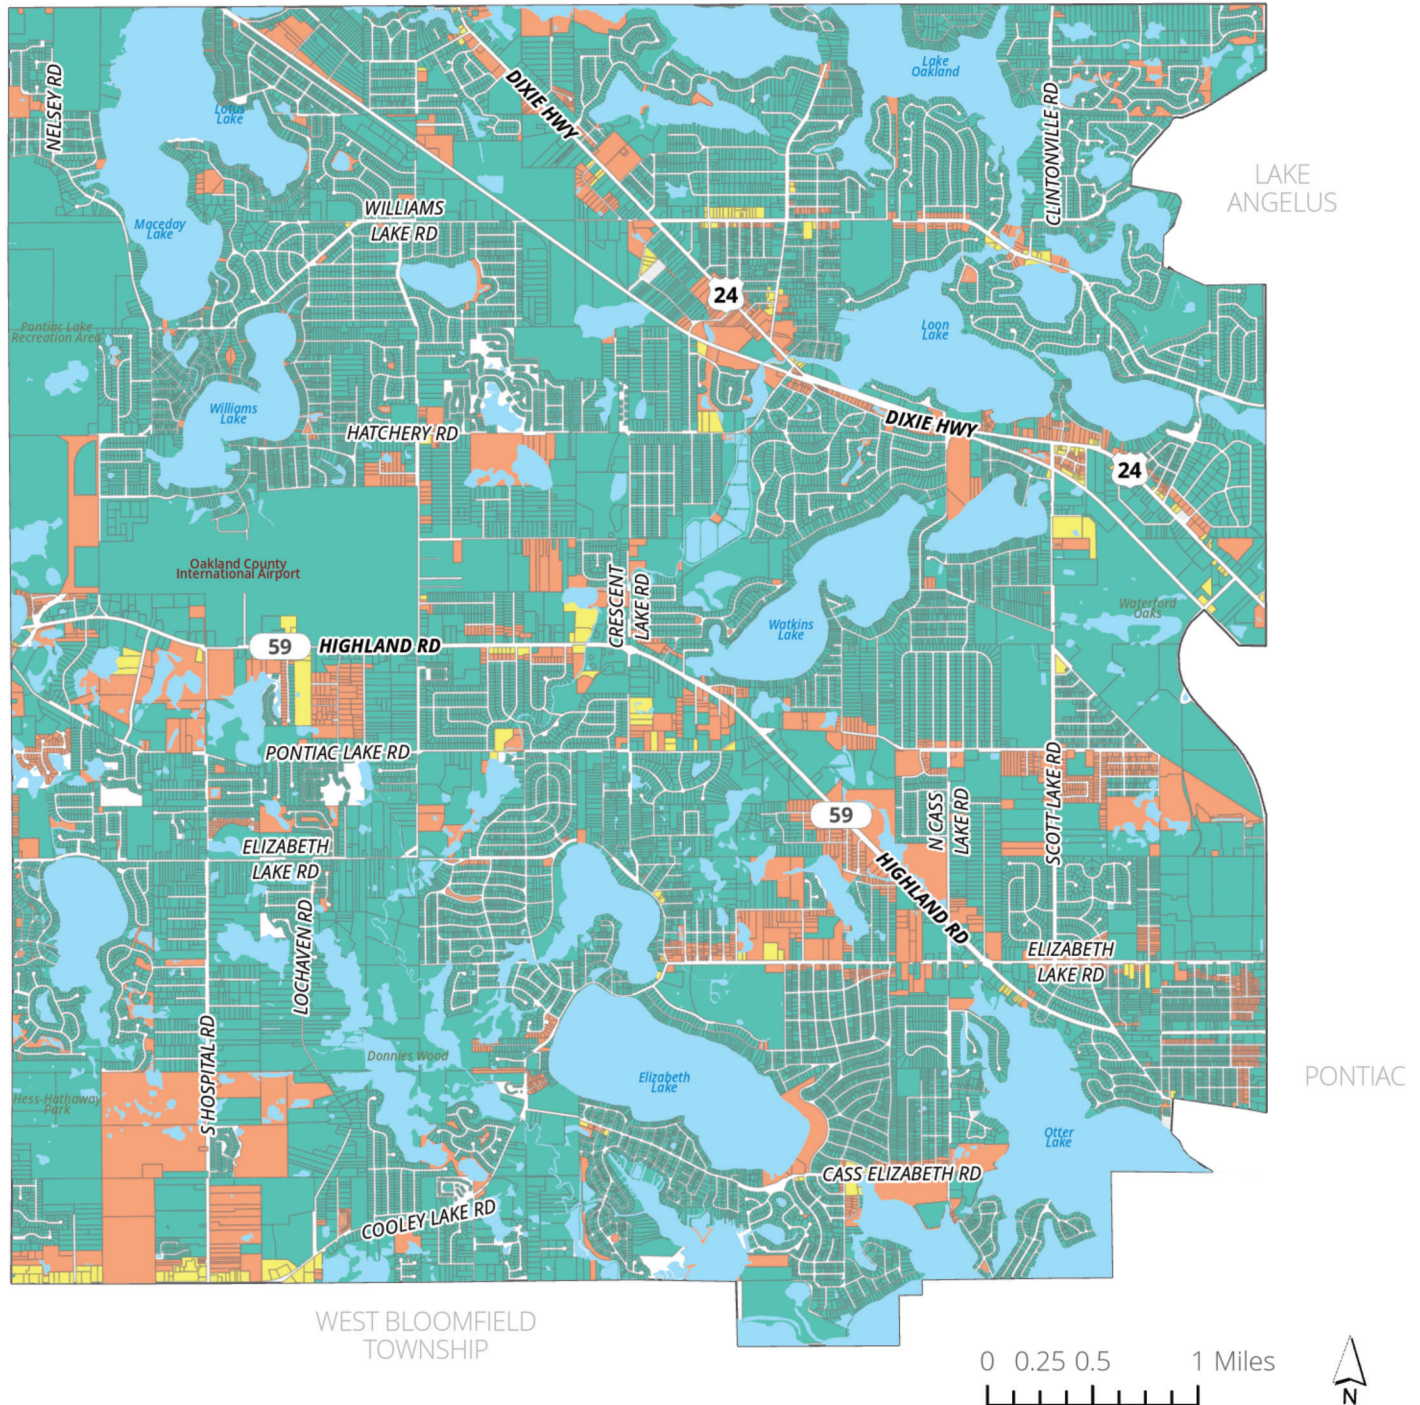 Lake
Oakland
NELSEY RD
DIXIE HWY
Lotus
Lake
CLINTONVILLE RD
LAKE
ANGELUS
WILLIAMS
LAKE RD
Maceday
Lake
24
Pontiac Lake
Recreation Area
Loon
Lake
Williams
Lake
HATCHERY RD
DIXIE HWY
24
Oakland County
International Airport
CRESCENT
LAKE RD
Waterford
Oaks
Watkins
Lake
59
HIGHLAND RD
PONTIAC LAKE RD
SCOTT LAKE RD
N CASS
LAKE RD
59
ELIZABETH
LAKE RD
HIGHLAND RD
LOCHAVEN RD
ELIZABETH
LAKE RD
S HOSPITAL RD
Donnies Wood
Elizabeth
Lake
PONTIAC
Hess-Hathaway
Park
Otter
Lake
CASS ELIZABETH RD
COOLEY LAKE RD
WEST BLOOMFIELD
TOWNSHIP
0 0.25 0.5 1 Miles
N